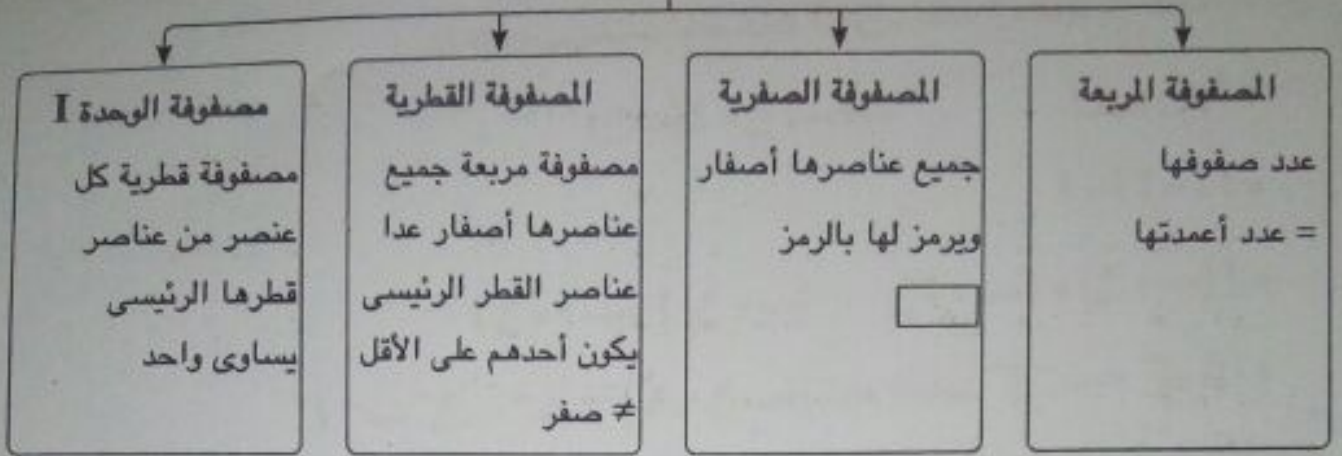 المصفوفة المربعة
عدد صفوفها
= عدد أعمدتها
المصفوفة الصفرية
جميع عناصرها أصفار
ويرمز لها بالرمز
المصفوفة القطرية
مصفوفة مربعة جميع
عناصرها أصفار عدا
عناصر القطر الرئيسى
يكون أحدهم على الأقل
≠ صفر
مصفوفة الوحدة I
مصفوفة قطرية كل
عنصر من عناصر
قطرها الرئيسى
يساوى واحد